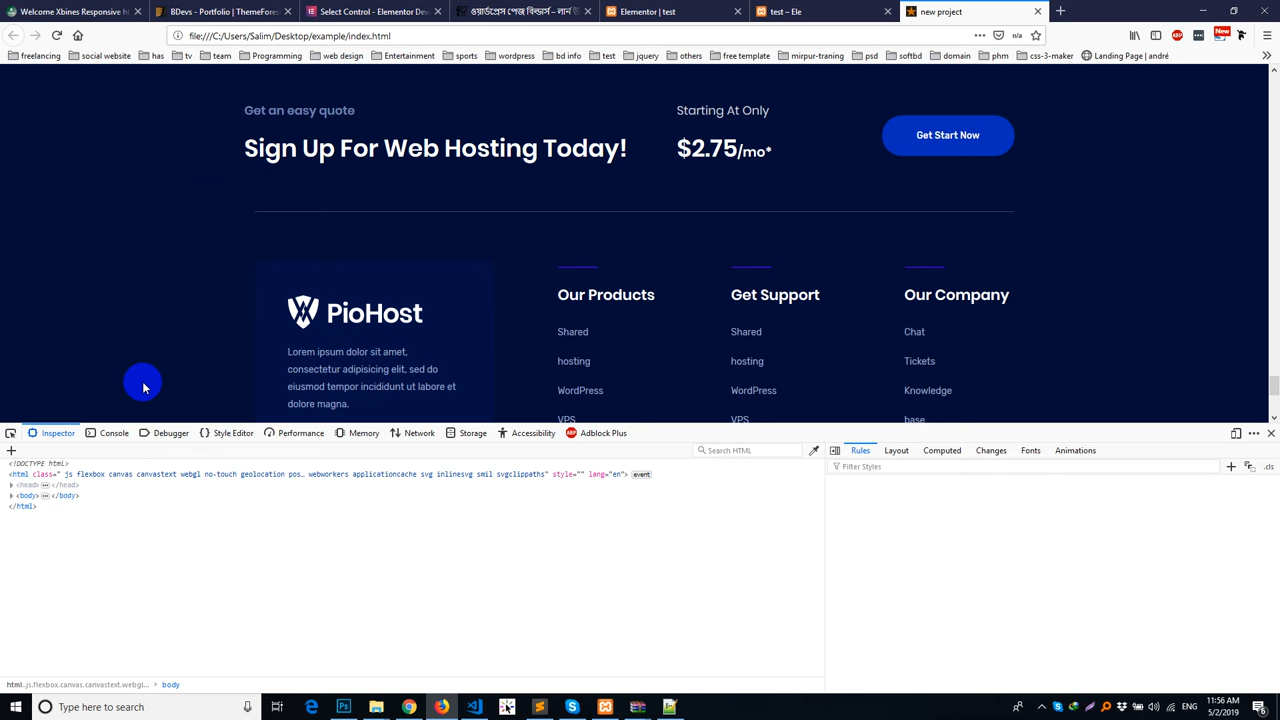 Welcome Xbines Responsive h
BDevs - Portfolio | ThemeFores
Select Control - Elementor Dev
ওয়ার্ডপ্রেস পেজ বিল্ডার্স – লার্ন উ
Elementor | test
test – Ele
new project
file:///C:/Users/Salim/Desktop/example/index.html
n/a
New
freelancing
social website
has
tv
team
Programming
web design
Entertainment
sports
wordpress
bd info
test
jquery
others
free template
mirpur-traning
psd
softbd
domain
phm
css-3-maker
Landing Page | andré
Get an easy quote
Starting At Only
Get Start Now
Sign Up For Web Hosting Today!
$2.75/mo*
PioHost
Lorem ipsum dolor sit amet,
consectetur adipisicing elit, sed do
eiusmod tempor incididunt ut labore et
dolore magna.
Our Products
Shared
hosting
WordPress
VPS
Get Support
Shared
hosting
WordPress
VPS
Our Company
Chat
Tickets
Knowledge
base
Inspector
Console
Debugger
Style Editor
Performance
Memory
Network
Storage
Accessibility
Adblock Plus
Search HTML
Rules
Layout
Computed
Changes
Fonts
Animations
Filter Styles
.cls
<!DOCTYPE html>
<html class=" js flexbox canvas canvastext webgl no-touch geolocation pos… webworkers applicationcache svg inlinesvg smil svgclippaths" style="" lang="en"> event
<head> </head>
<body> </body>
</html>
html.js.flexbox.canvas.canvastext.webgl… > body
Type here to search
ENG
11:56 AM
5/2/2019